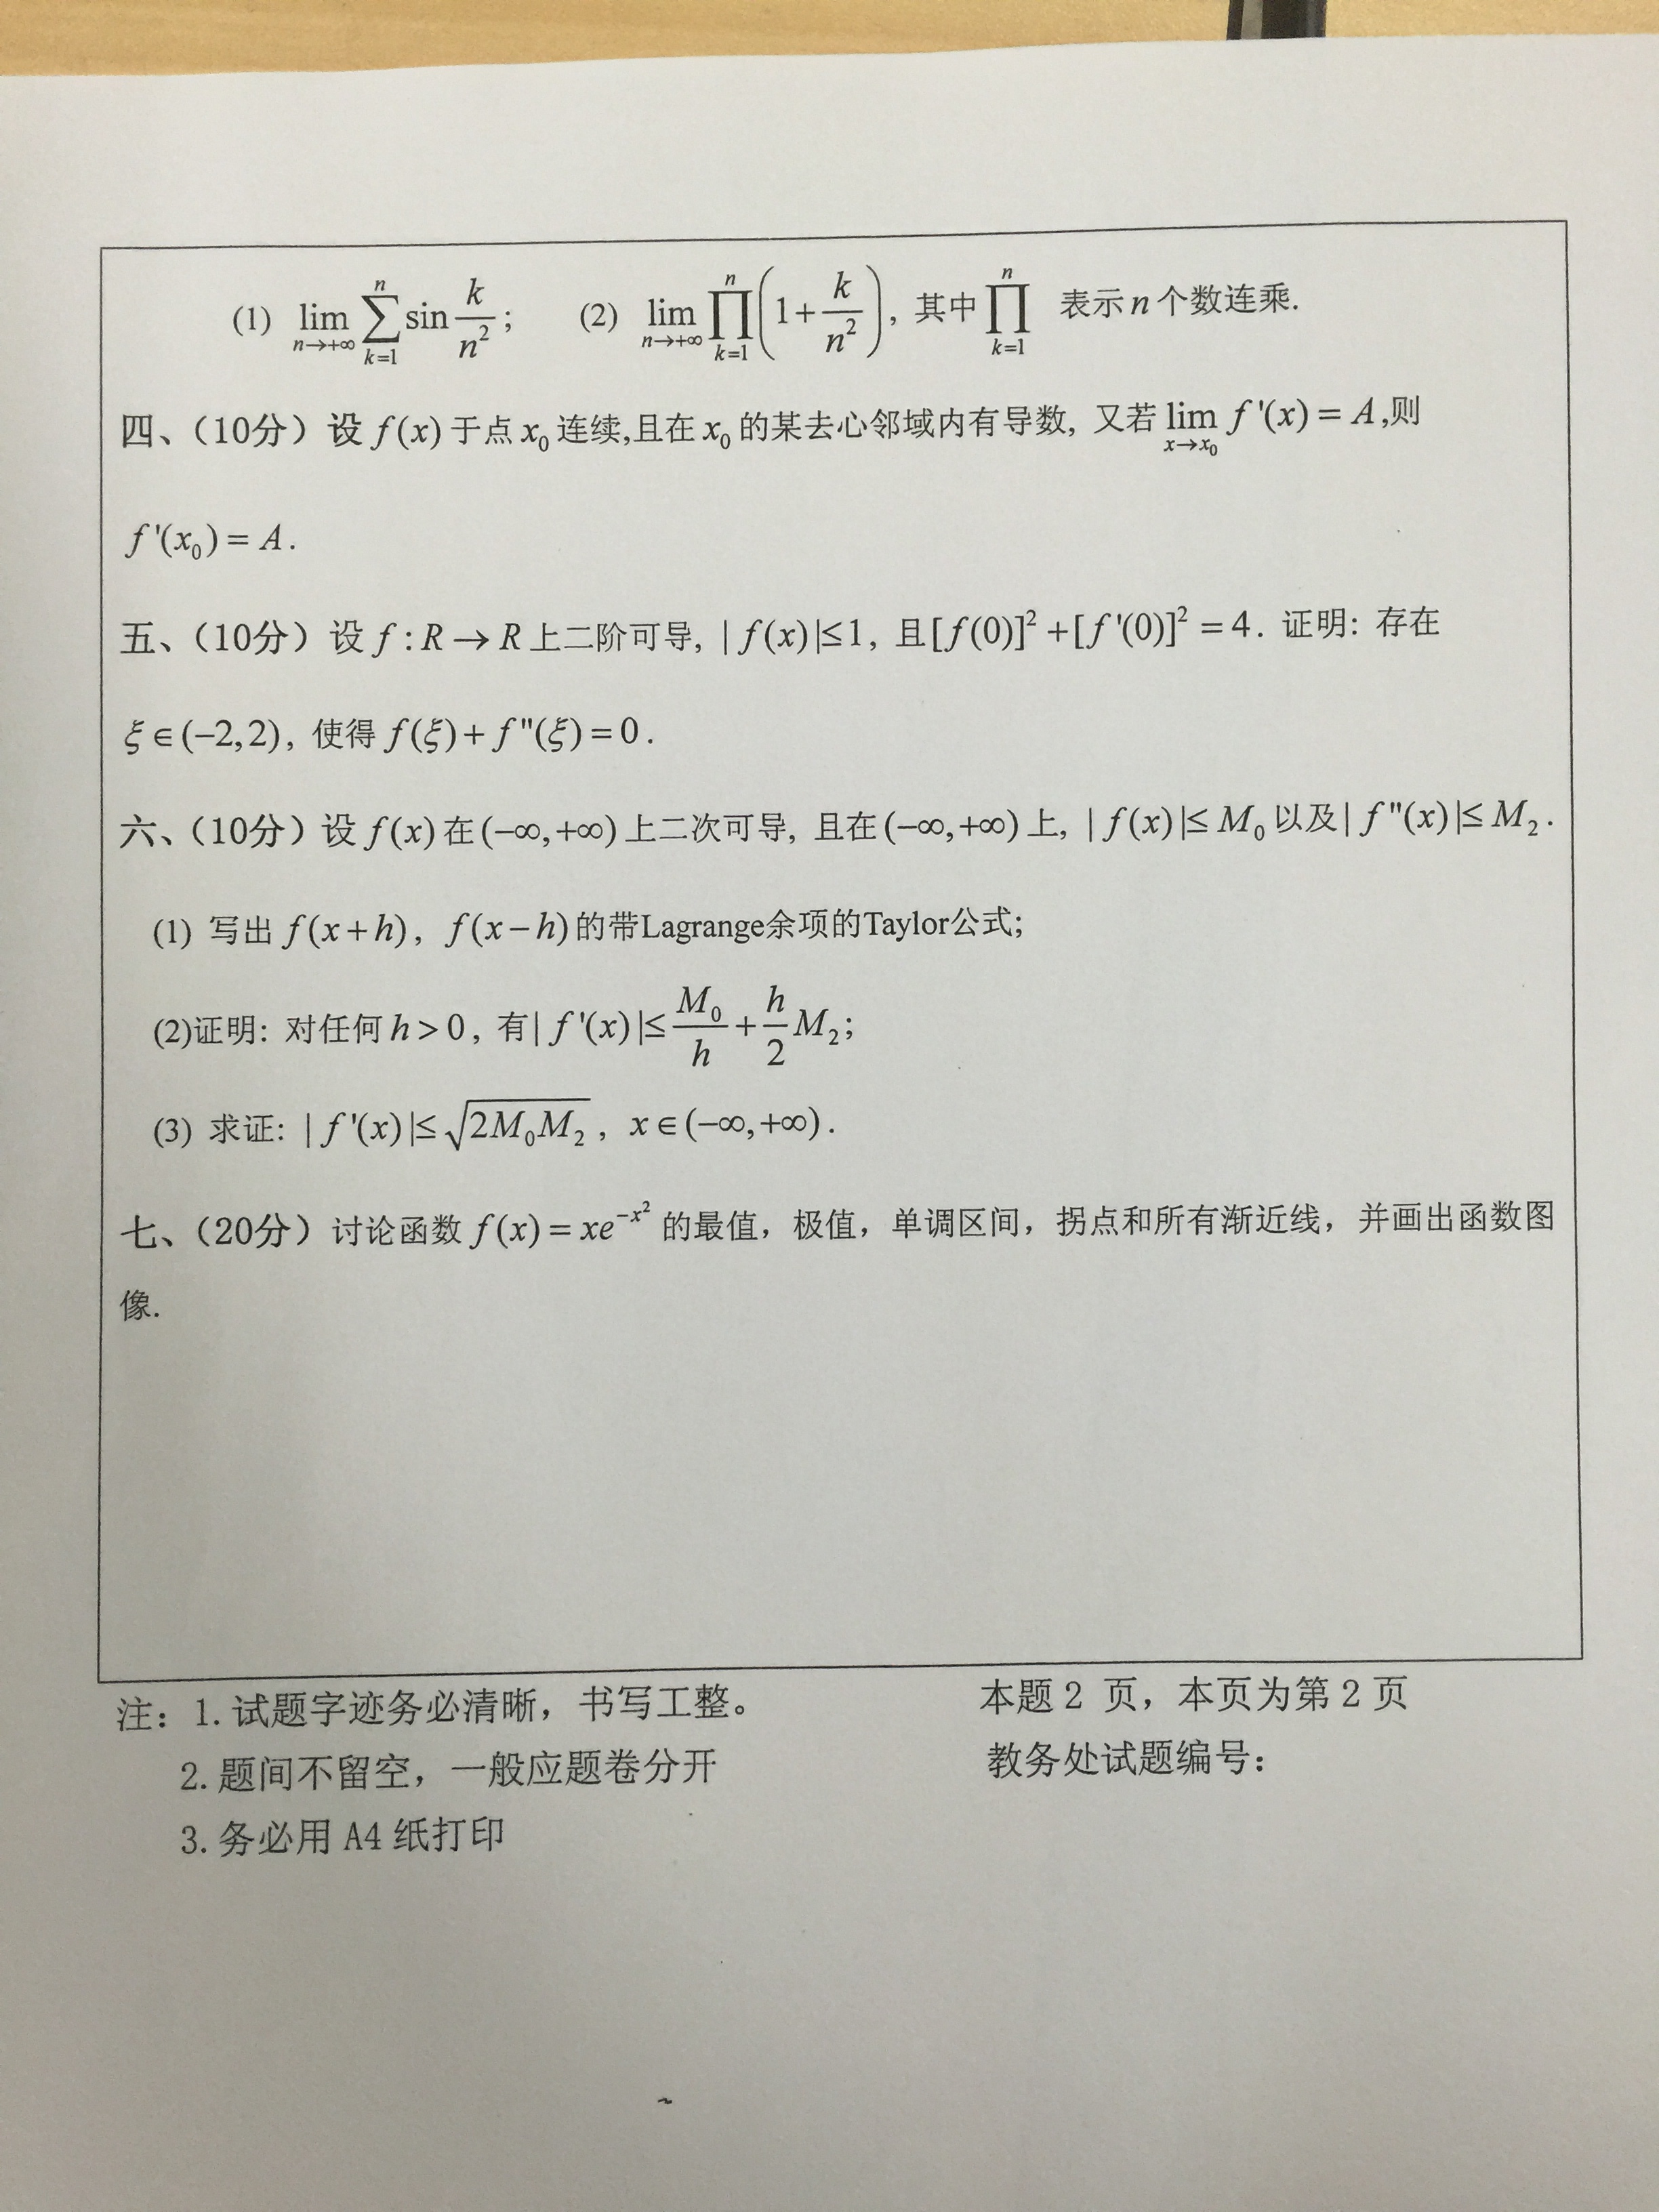 (1) $\lim_{n\to+\infty}\sum_{k=1}^{n}\sin\frac{k}{n^2}$; (2) $\lim_{n\to+\infty}\prod_{k=1}^{n}\left(1+\frac{k}{n^2}\right)$, 其中$\prod_{k=1}^{n}$ 表示$n$个数连乘.
四、(10分) 设$f(x)$于点$x_0$连续,且在$x_0$的某去心邻域内有导数, 又若$\lim_{x\to x_0}f'(x)=A$,则
$f'(x_0)=A$.
五、(10分) 设$f:R\to R$上二阶可导, $|f(x)|\le 1$, 且$[f(0)]^2+[f'(0)]^2=4$. 证明: 存在
$\xi\in(-2,2)$, 使得$f(\xi)+f''(\xi)=0$.
六、(10分) 设$f(x)$在$(-\infty,+\infty)$上二次可导, 且在$(-\infty,+\infty)$上, $|f(x)|\le M_0$以及$|f''(x)|\le M_2$.
(1) 写出$f(x+h)$, $f(x-h)$的带Lagrange余项的Taylor公式;
(2)证明: 对任何$h>0$, 有$|f'(x)|\le\frac{M_0}{h}+\frac{h}{2}M_2$;
(3) 求证: $|f'(x)|\le\sqrt{2M_0M_2}$, $x\in(-\infty,+\infty)$.
七、(20分) 讨论函数$f(x)=xe^{-x^2}$的最值，极值，单调区间，拐点和所有渐近线，并画出函数图
像.
注：1.试题字迹务必清晰，书写工整。 本题2 页，本页为第2页
2.题间不留空，一般应题卷分开 教务处试题编号：
3.务必用 A4 纸打印